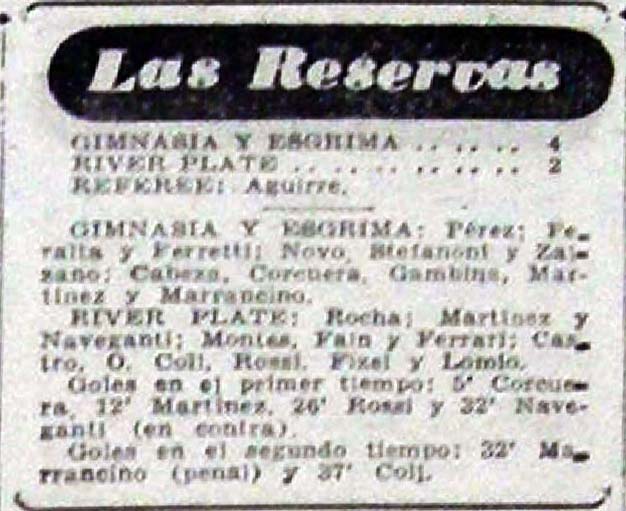 Las Reservas
GIMNASIA Y ESGRIMA ........ 4
RIVER PLATE ............ 2
REFEREE: Aguirre.
GIMNASIA Y ESGRIMA: Pérez; Pe-
ralta y Ferretti; Novo, Stefanoni y Za
zano; Cabeza, Corcuera, Gambina, Mar-
tínez y Marrancino.
RIVER PLATE: Rocha; Martínez y
Naveganti; Montes, Fain y Ferrari; Cas-
tro, O. Coll, Rossi, Fizel y Lomio.
Goles en el primer tiempo: 5' Corcue-
ra, 12' Martínez, 26' Rossi y 32' Nave-
ganti (en contra).
Goles en el segundo tiempo: 32' Ma-
rrancino (penal) y 37' Coll.